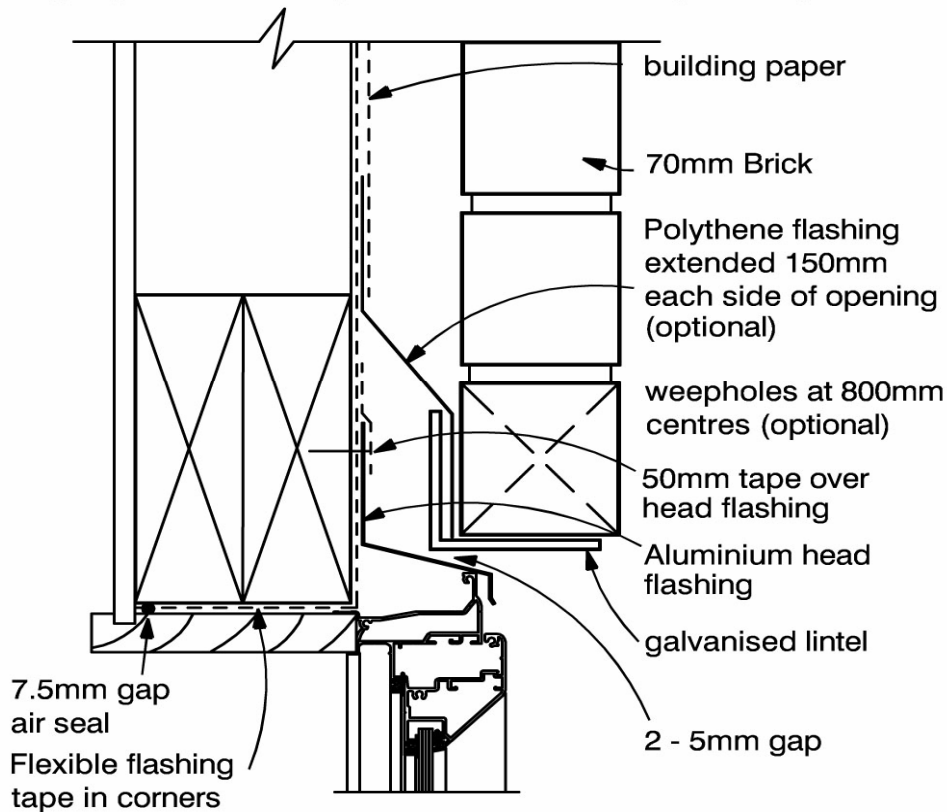 building paper
70mm Brick
Polythene flashing
extended 150mm
each side of opening
(optional)
weepholes at 800mm
centres (optional)
50mm tape over
head flashing
Aluminium head
flashing
galvanised lintel
2 - 5mm gap
7.5mm gap
air seal
Flexible flashing
tape in corners